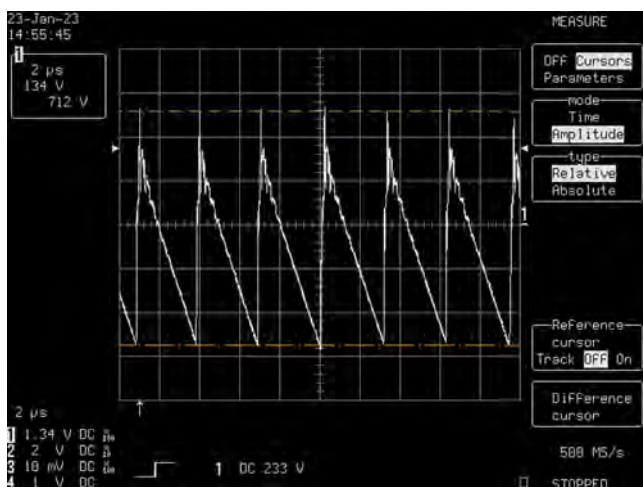 23-Jan-23
14:55:45
1
2 µs
134 V
712 V
MEASURE
OFF Cursors
Parameters
mode
Time
Amplitude
type
Relative
Absolute
1
Reference
cursor
Track OFF On
Difference
cursor
2 µs
1 1.34 V DC
2 2 V DC
3 10 mV DC
4 1 V DC
1 DC 233 V
500 MS/s
STOPPED